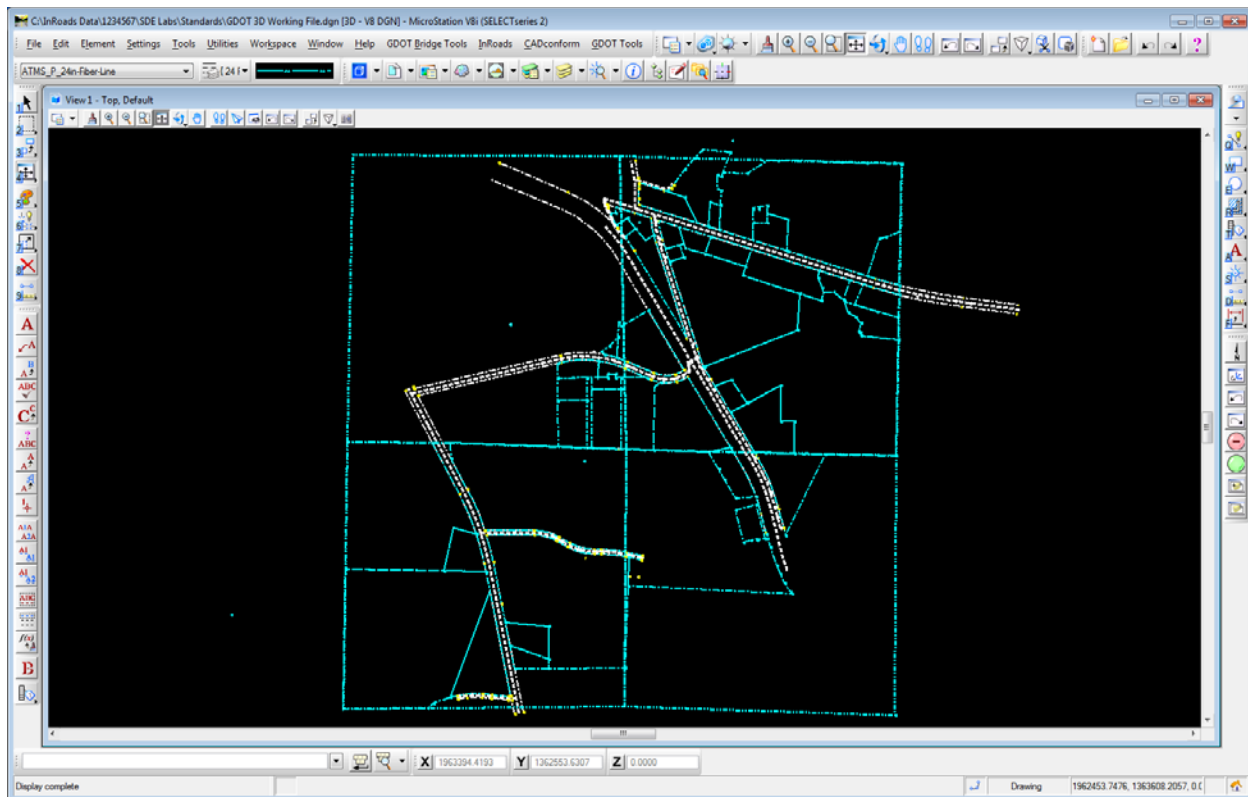 C:\InRoads Data\1234567\SDE Labs\Standards\GDOT 3D Working File.dgn [3D - V8 DGN] - MicroStation V8i (SELECTseries 2)
File Edit Element Settings Tools Utilities Workspace Window Help GDOT Bridge Tools InRoads CADconform GDOT Tools
ATMS_P_24in-Fiber-Line
View 1 - Top, Default
X 1963394.4193 Y 1362553.6307 Z 0.0000
Display complete
Drawing 1962453.7476, 1363608.2057, 0.(